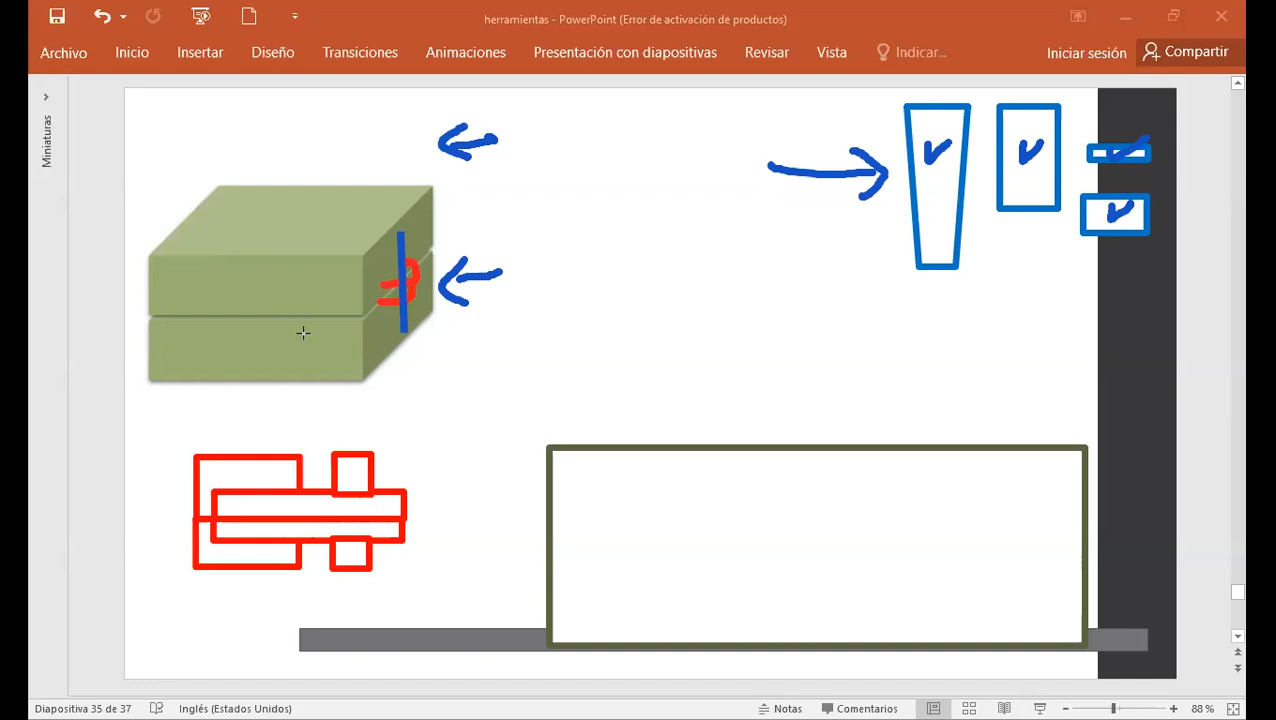 herramientas - PowerPoint (Error de activación de productos)
Archivo Inicio Insertar Diseño Transiciones Animaciones Presentación con diapositivas Revisar Vista Indicar... Iniciar sesión Compartir
Miniaturas
Diapositiva 35 de 37 Inglés (Estados Unidos) Notas Comentarios 88 %